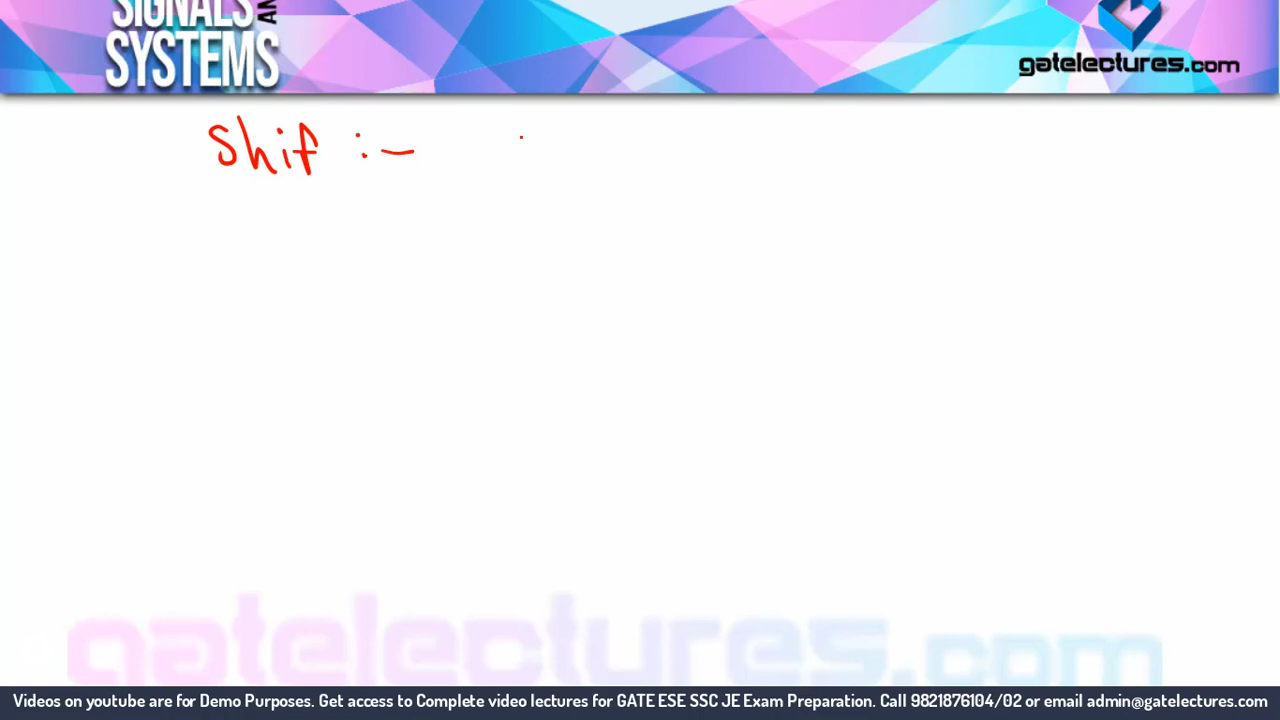 SIGNALS AND
SYSTEMS
gatelectures.com
Shif :-
gatelectures.com
Videos on youtube are for Demo Purposes. Get access to Complete video lectures for GATE ESE SSC JE Exam Preparation. Call 9821876104/02 or email admin@gatelectures.com